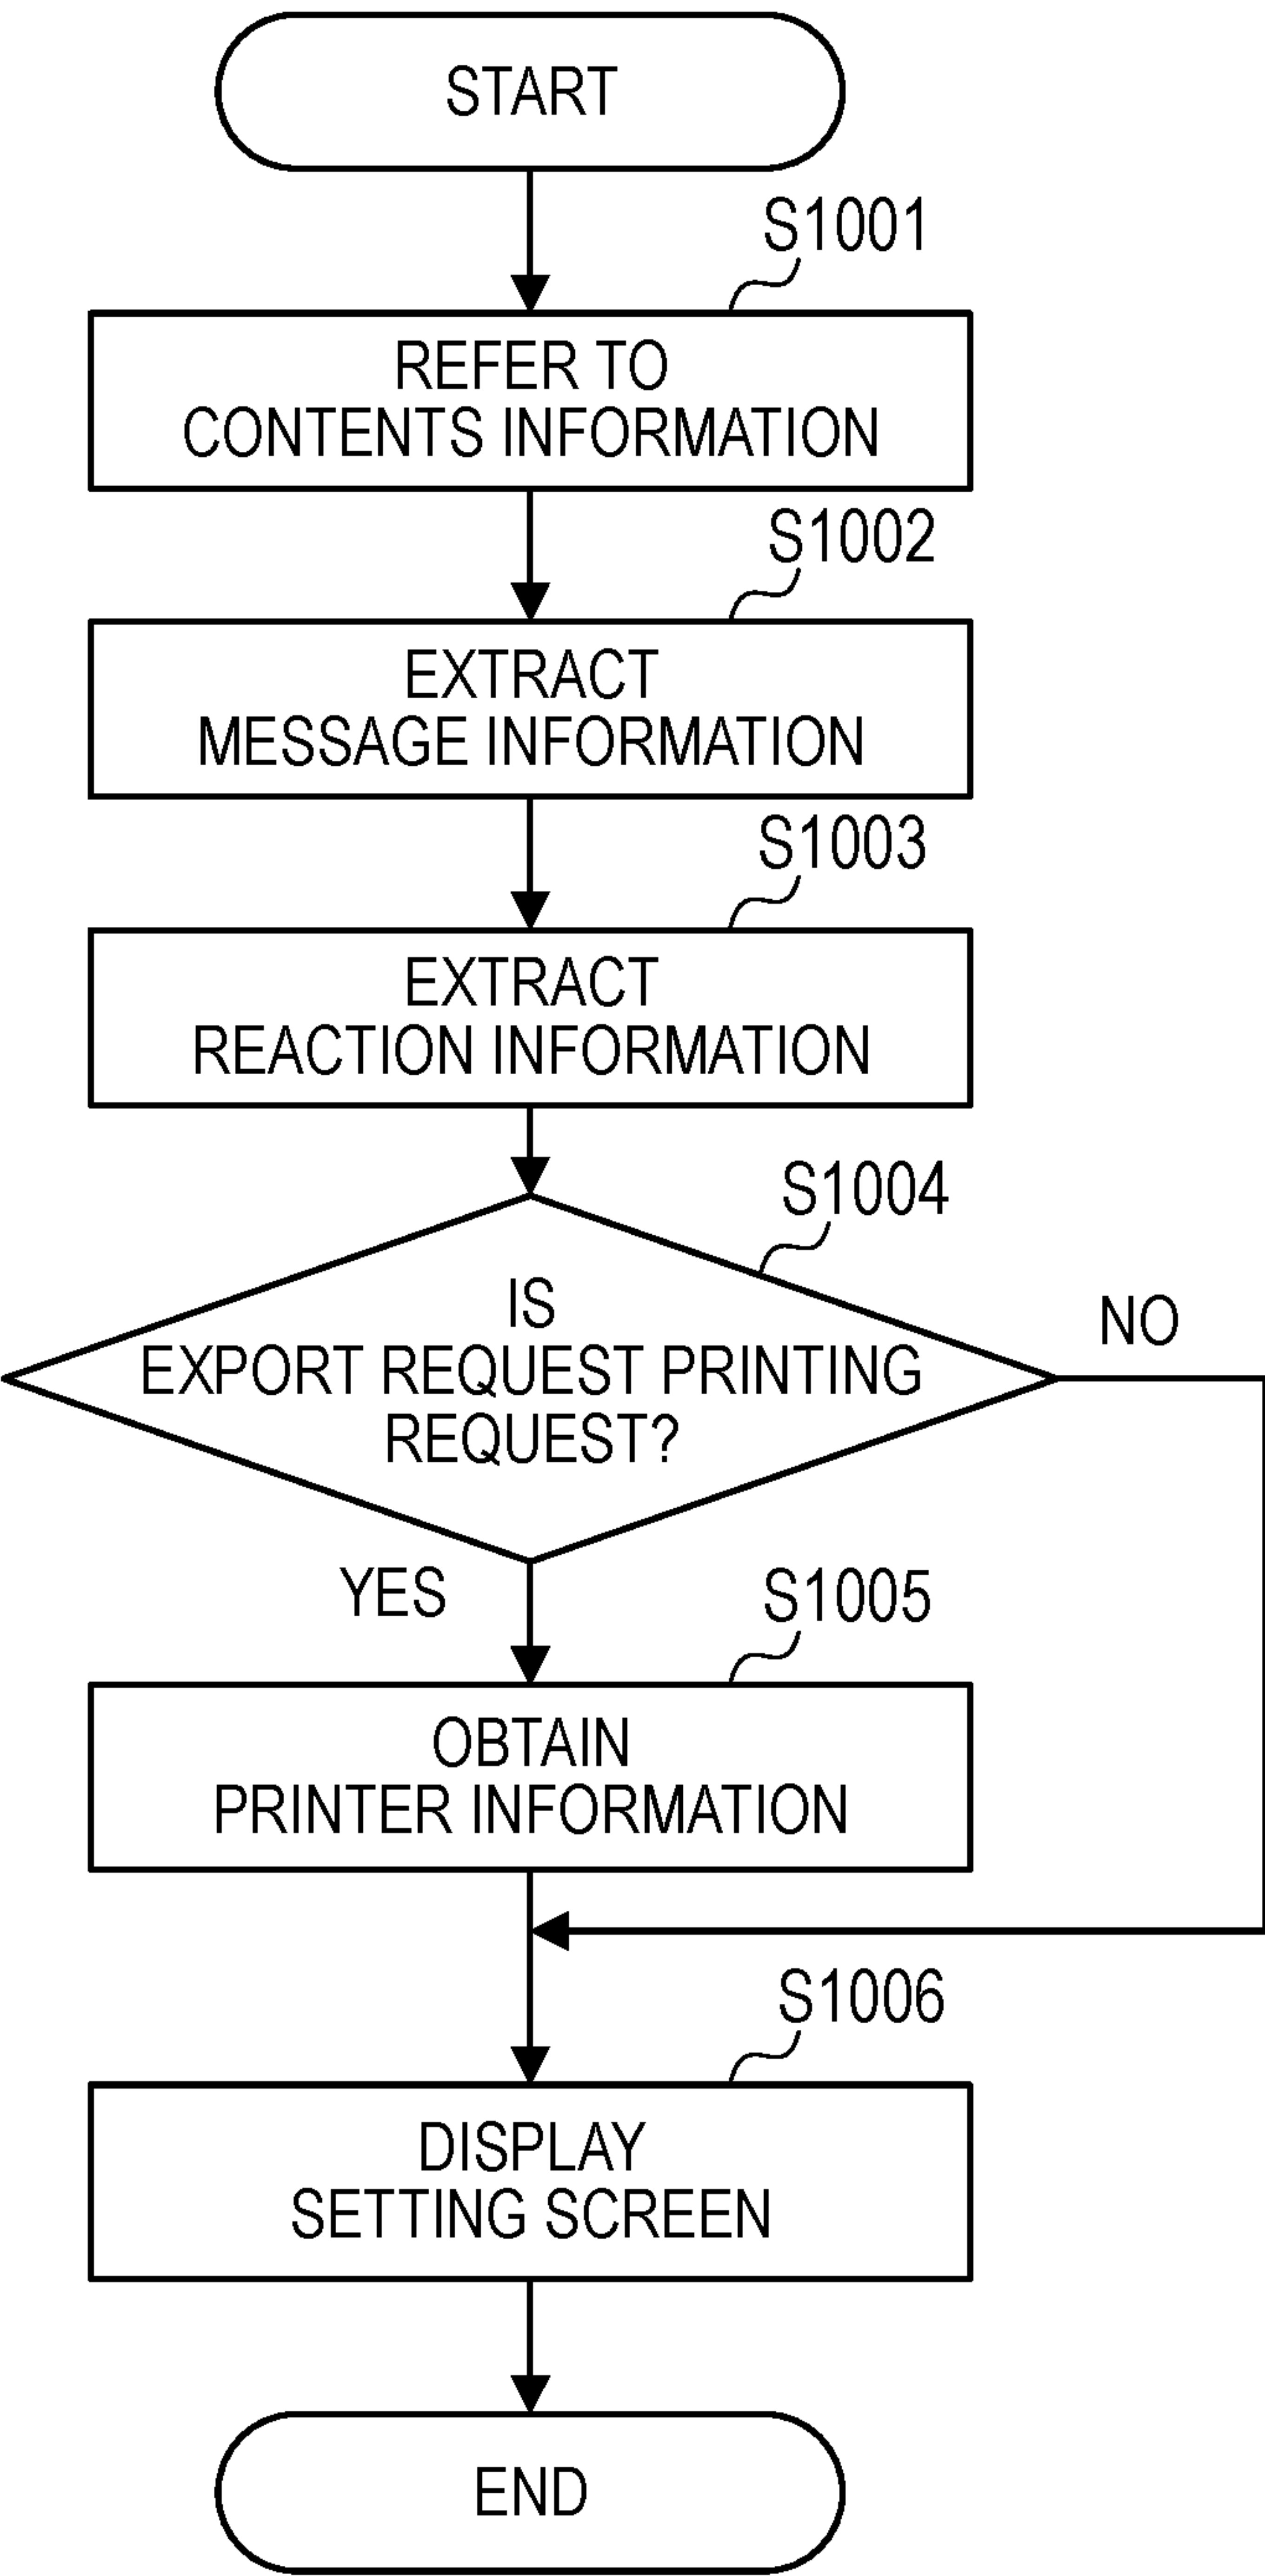 START
S1001
REFER TO
CONTENTS INFORMATION
S1002
EXTRACT
MESSAGE INFORMATION
S1003
EXTRACT
REACTION INFORMATION
S1004
IS
EXPORT REQUEST PRINTING
REQUEST?
NO
YES
S1005
OBTAIN
PRINTER INFORMATION
S1006
DISPLAY
SETTING SCREEN
END